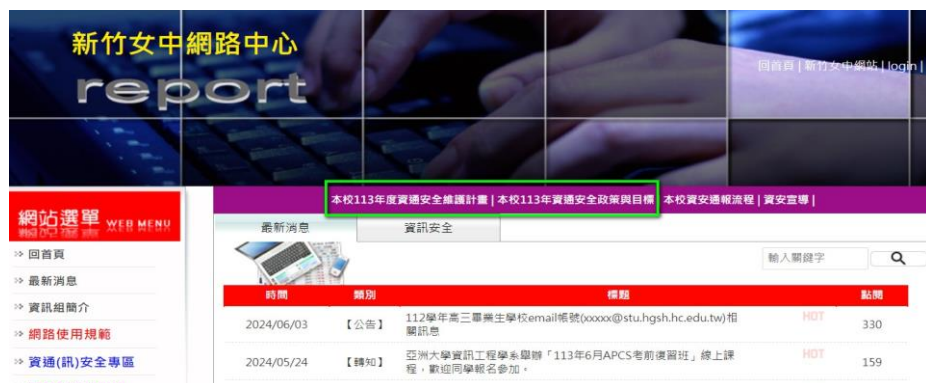 新竹女中網路中心
report
回首頁 | 新竹女中網站 | login |
本校113年度資通安全維護計畫 | 本校113年資通安全政策與目標 | 本校資安通報流程 | 資安宣導 |
網站選單 WEB MENU
回首頁
最新消息
資訊組簡介
網路使用規範
資通(訊)安全專區
最新消息 資訊安全
輸入關鍵字
時間 類別 標題 點閱
2024/06/03 【公告】 112學年高三畢業生學校email帳號(xxxxx@stu.hgsh.hc.edu.tw)相
關訊息 HOT 330
2024/05/24 【轉知】 亞洲大學資訊工程學系舉辦「113年6月APCS考前復習班」線上課
程，歡迎同學報名參加。 HOT 159